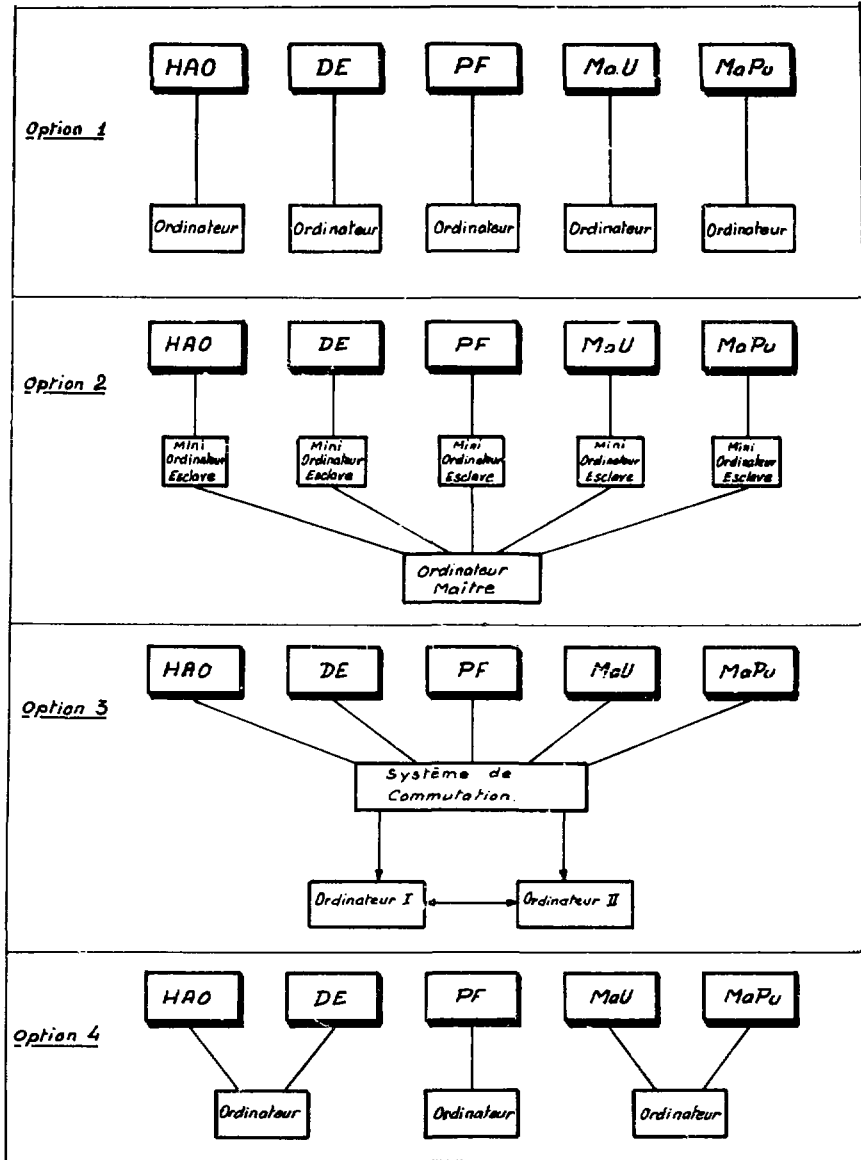 HAO DE PF Ma.U MaPu
Option 1
Ordinateur Ordinateur Ordinateur Ordinateur Ordinateur
HAO DE PF MaU MaPu
Option 2
Mini Mini Mini Mini Mini
Ordinateur Ordinateur Ordinateur Ordinateur Ordinateur
Esclave Esclave Esclave Esclave Esclave
Ordinateur
Maître
HAO DE PF MaU MaPu
Option 3
Système de
Commutation.
Ordinateur I Ordinateur II
HAO DE PF MaU MaPu
Option 4
Ordinateur Ordinateur Ordinateur